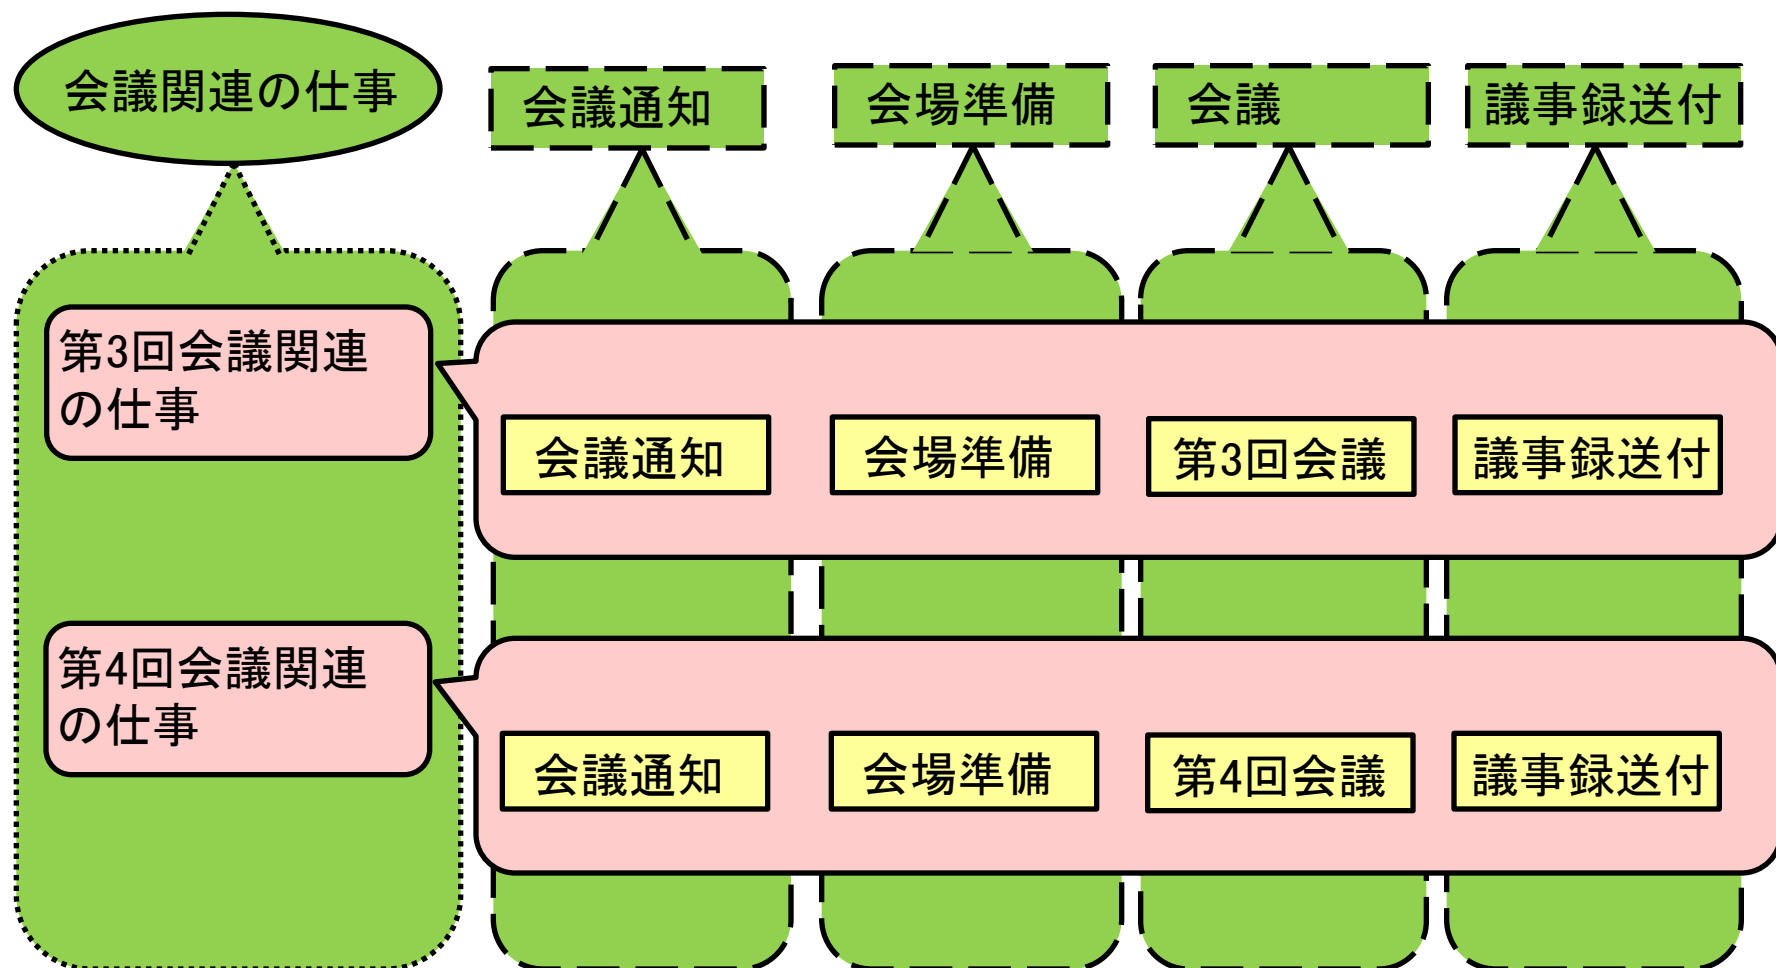 会議関連の仕事
会議通知
会場準備
会議
議事録送付
第3回会議関連
の仕事
会議通知
会場準備
第3回会議
議事録送付
第4回会議関連
の仕事
会議通知
会場準備
第4回会議
議事録送付